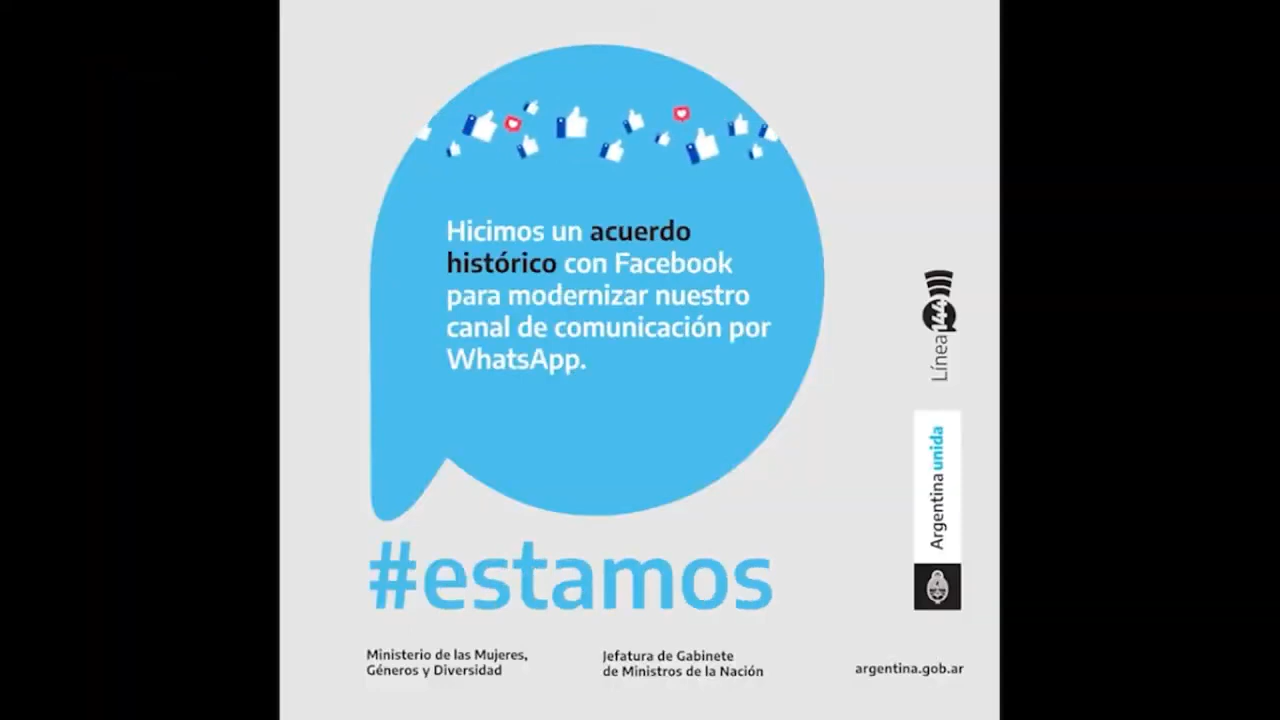 Hicimos un acuerdo
histórico con Facebook
para modernizar nuestro
canal de comunicación por
WhatsApp.
#estamos
Línea 144
Argentina unida
Ministerio de las Mujeres,
Géneros y Diversidad
Jefatura de Gabinete
de Ministros de la Nación
argentina.gob.ar